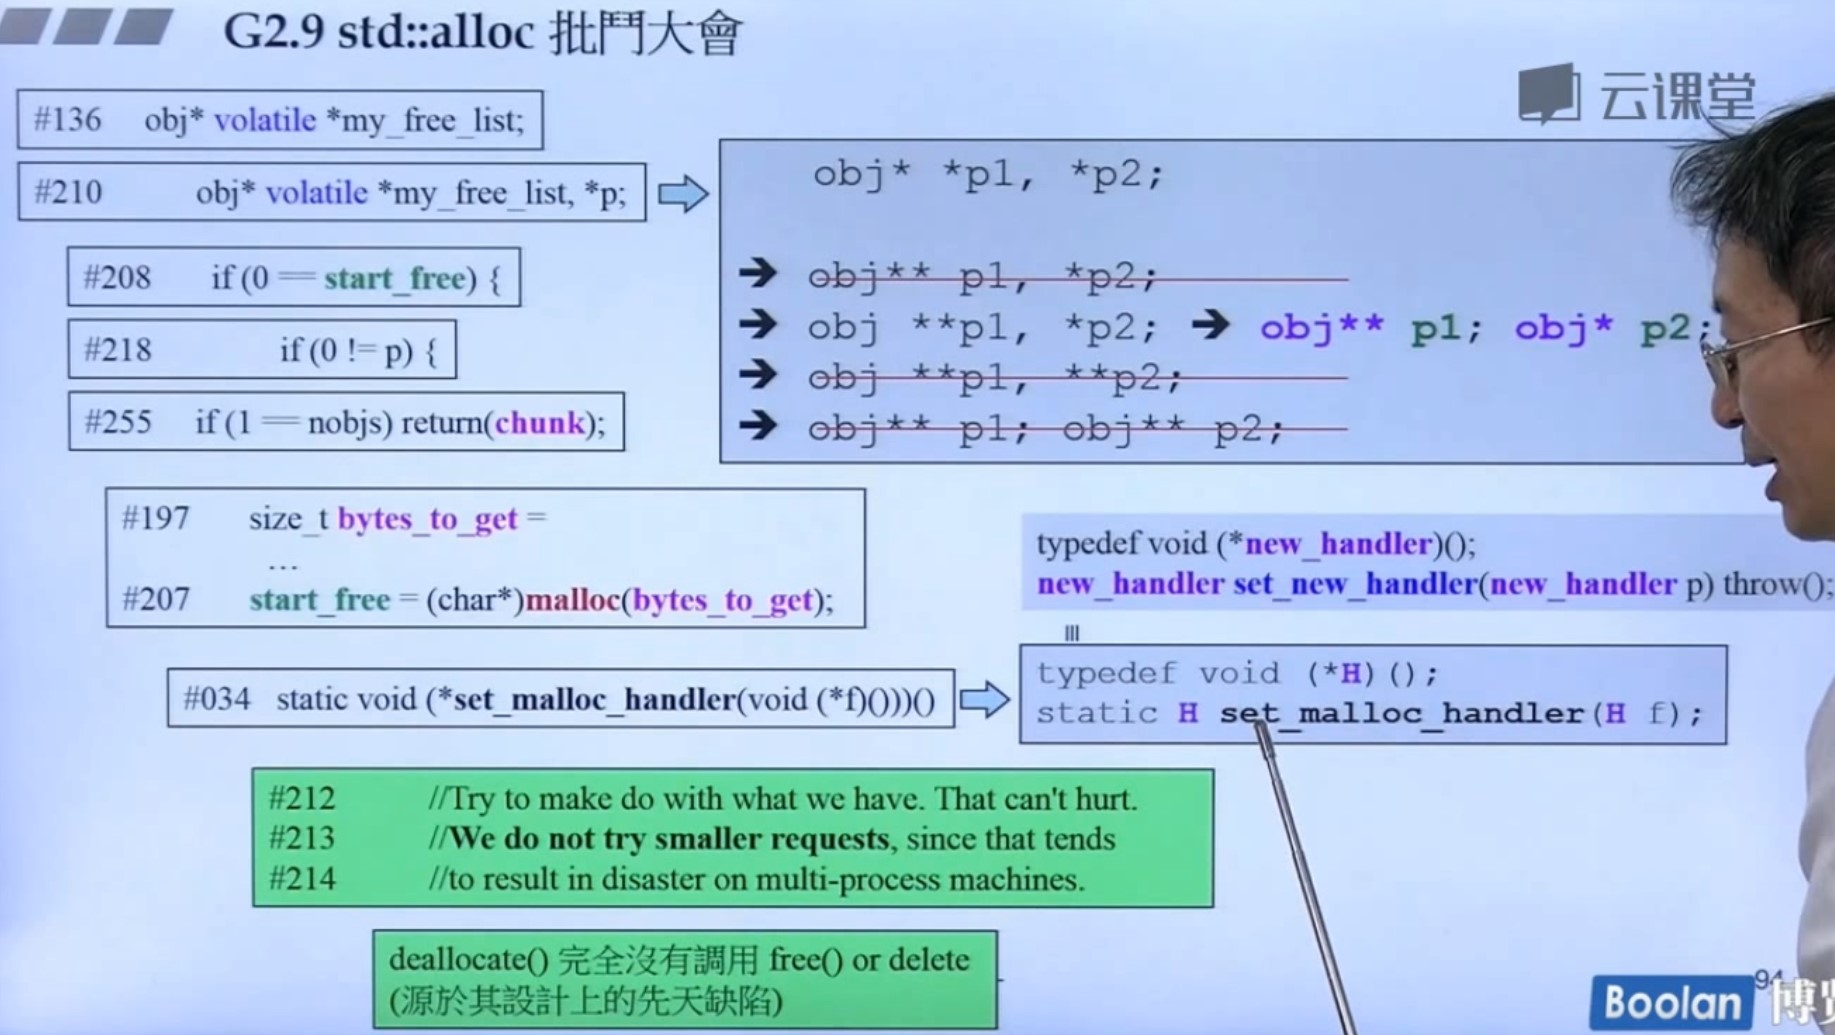 G2.9 std::alloc 批鬥大會
云课堂
#136 obj* volatile *my_free_list;
#210 obj* volatile *my_free_list, *p;
#208 if (0 == start_free) {
#218 if (0 != p) {
#255 if (1 == nobjs) return(chunk);
obj* *p1, *p2;
➔ obj** p1, *p2;
➔ obj **p1, *p2; ➔ obj** p1; obj* p2;
➔ obj **p1, **p2;
➔ obj** p1; obj** p2;
#197 size_t bytes_to_get =
...
#207 start_free = (char*)malloc(bytes_to_get);
typedef void (*new_handler)();
new_handler set_new_handler(new_handler p) throw();
#034 static void (*set_malloc_handler(void (*f)()))()
typedef void (*H)();
static H set_malloc_handler(H f);
#212 //Try to make do with what we have. That can't hurt.
#213 //We do not try smaller requests, since that tends
#214 //to result in disaster on multi-process machines.
deallocate() 完全沒有調用 free() or delete
(源於其設計上的先天缺陷)
94
Boolan 博览